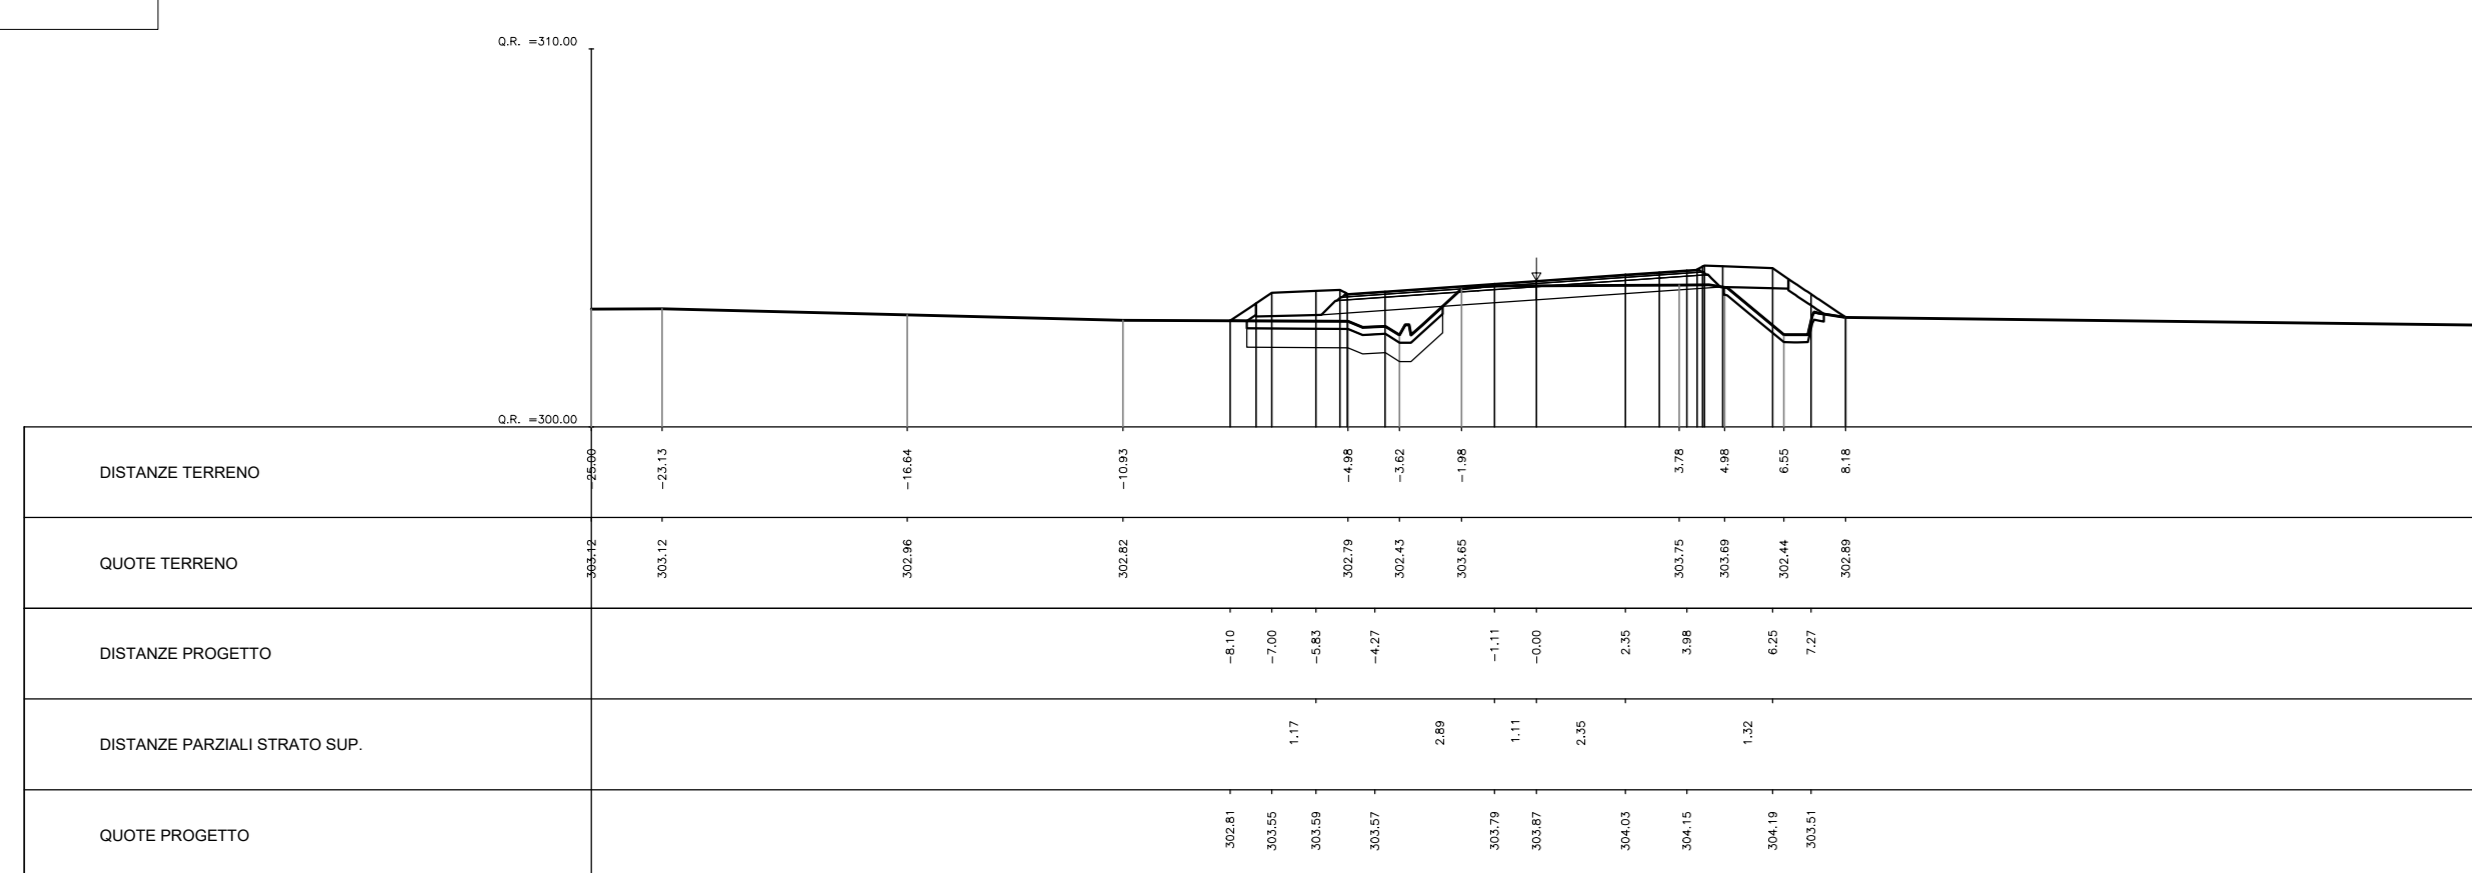 Q.R. =310.00
Q.R. =300.00
DISTANZE TERRENO
-25.00 -23.13 -16.64 -10.93 -4.98 -3.62 -1.98 3.78 4.98 6.55 8.18
QUOTE TERRENO
303.12 303.12 302.96 302.82 302.79 302.43 303.65 303.75 303.69 302.44 302.89
DISTANZE PROGETTO
-8.10 -7.00 -5.83 -4.27 -1.11 -0.00 2.35 3.98 6.25 7.27
DISTANZE PARZIALI STRATO SUP.
1.17 2.89 1.11 2.35 1.32
QUOTE PROGETTO
302.81 303.55 303.59 303.57 303.79 303.87 304.03 304.15 304.19 303.51